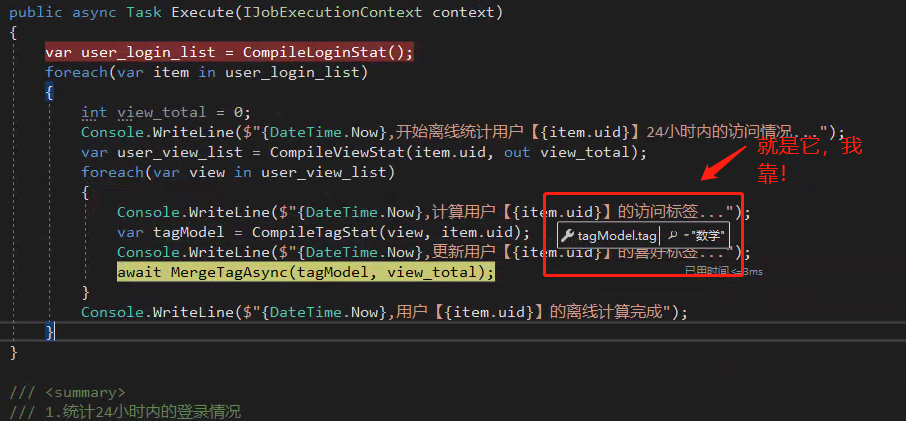 public async Task Execute(IJobExecutionContext context)
{
var user_login_list = CompileLoginStat();
foreach(var item in user_login_list)
{
int view_total = 0;
Console.WriteLine($"{DateTime.Now},开始离线统计用户【{item.uid}】24小时内的访问情况...");
var user_view_list = CompileViewStat(item.uid, out view_total);
就是它，我
靠！
foreach(var view in user_view_list)
{
Console.WriteLine($"{DateTime.Now},计算用户【{item.uid}】的访问标签...");
var tagModel = CompileTagStat(view, item.uid);
tagModel.tag "数学"
Console.WriteLine($"{DateTime.Now},更新用户【{item.uid}】的喜好标签...");
await MergeTagAsync(tagModel, view_total);
已用时间 <= 3ms
}
Console.WriteLine($"{DateTime.Now},用户【{item.uid}】的离线计算完成");
}
}
/// <summary>
/// 1.统计24小时内的登录情况